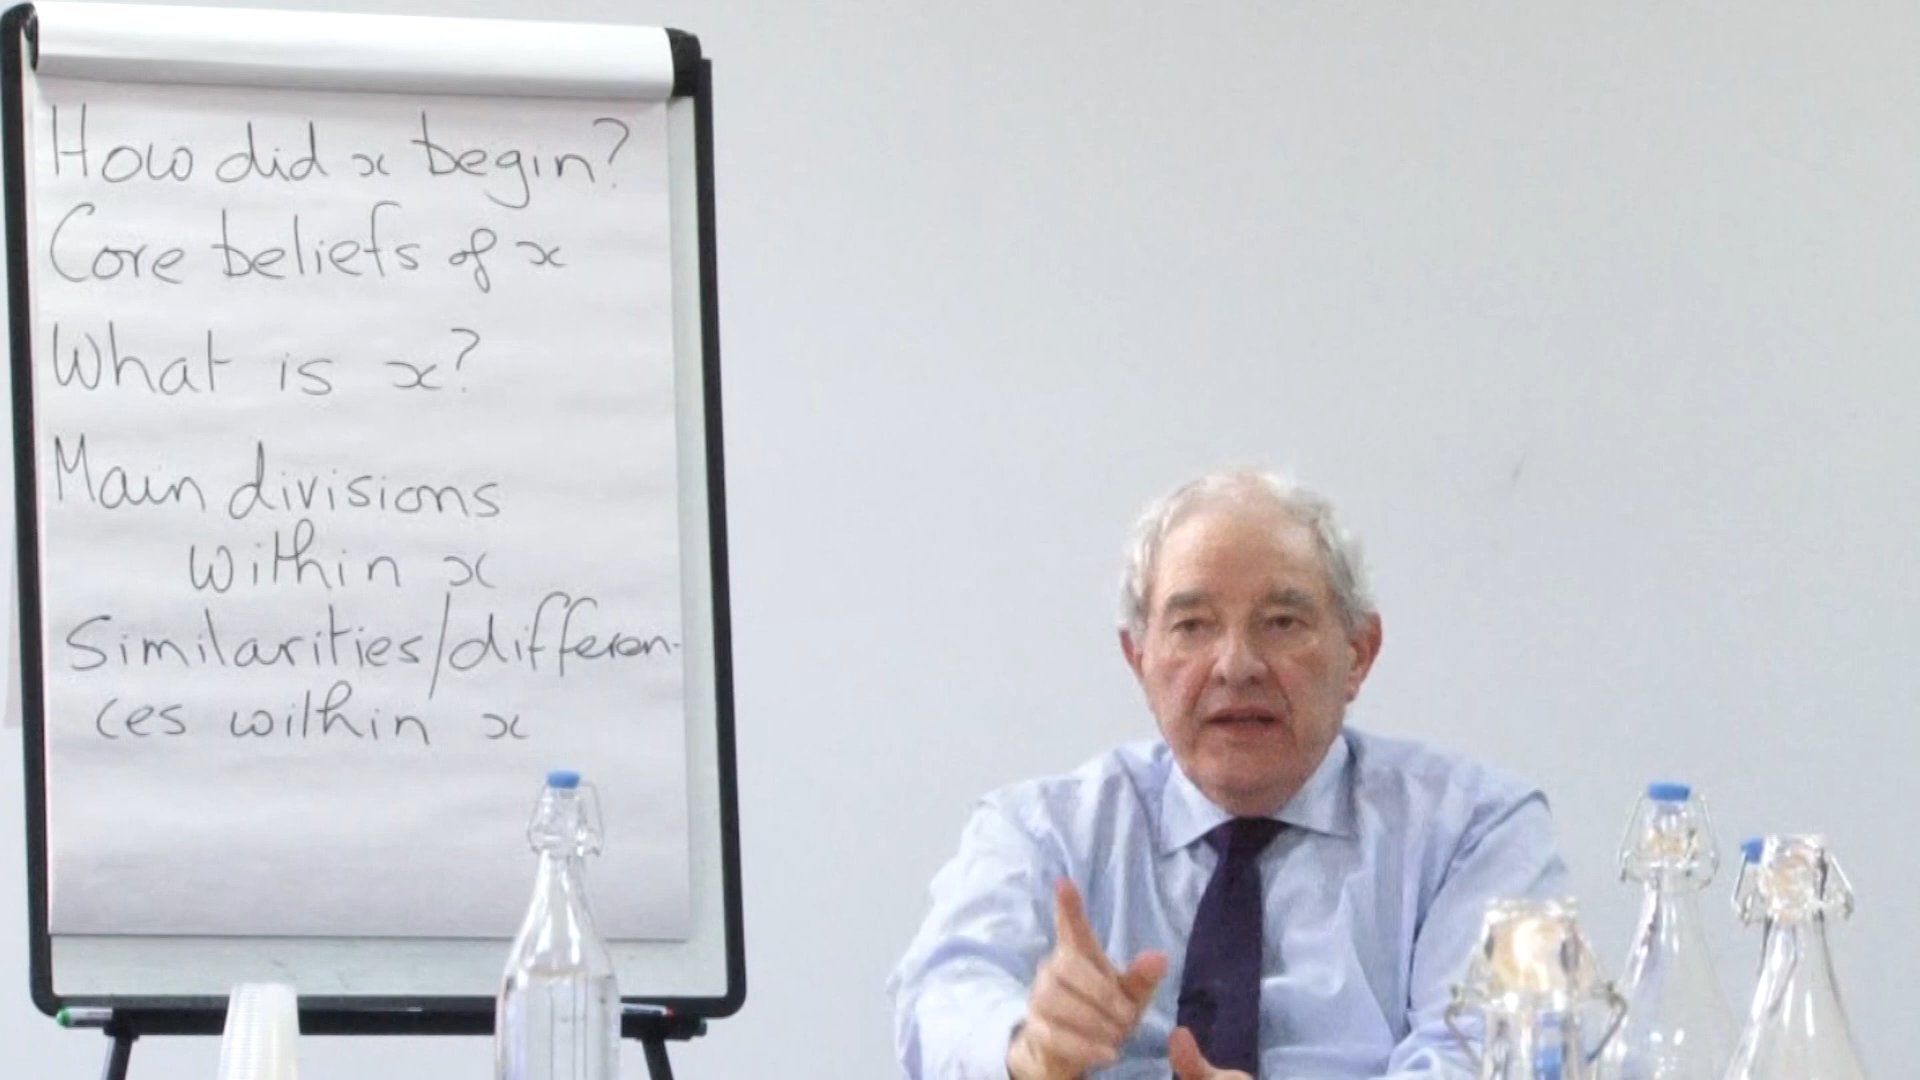 How did x begin?
Core beliefs of x
What is x?
Main divisions
within x
Similarities/differen-
ces within x